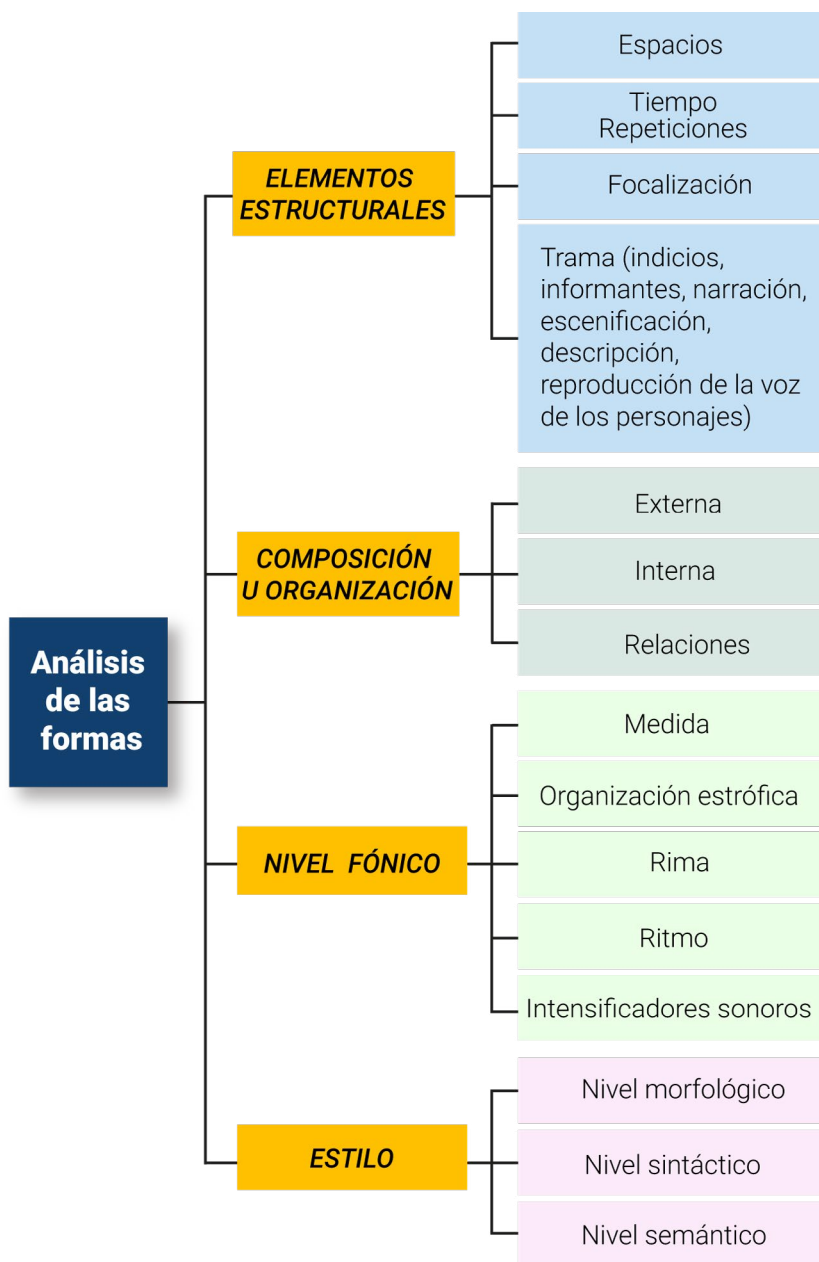 Análisis
de las
formas
ELEMENTOS
ESTRUCTURALES
Espacios
Tiempo
Repeticiones
Focalización
Trama (indicios,
informantes, narración,
escenificación,
descripción,
reproducción de la voz
de los personajes)
COMPOSICIÓN
U ORGANIZACIÓN
Externa
Interna
Relaciones
NIVEL FÓNICO
Medida
Organización estrófica
Rima
Ritmo
Intensificadores sonoros
ESTILO
Nivel morfológico
Nivel sintáctico
Nivel semántico